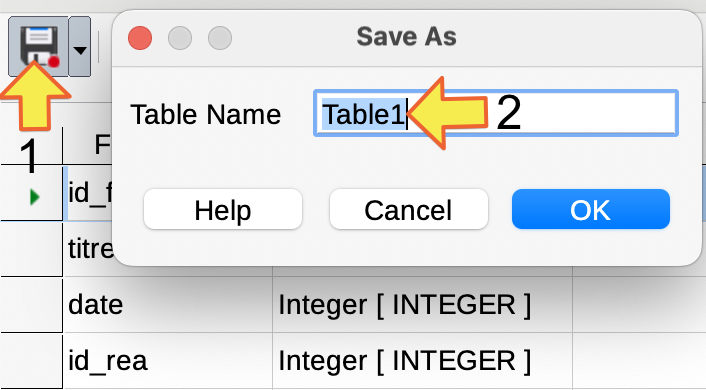 Save As
Table Name
Table1
2
Help
Cancel
OK
1
F
id_f
titre
date
Integer [ INTEGER ]
id_rea
Integer [ INTEGER ]